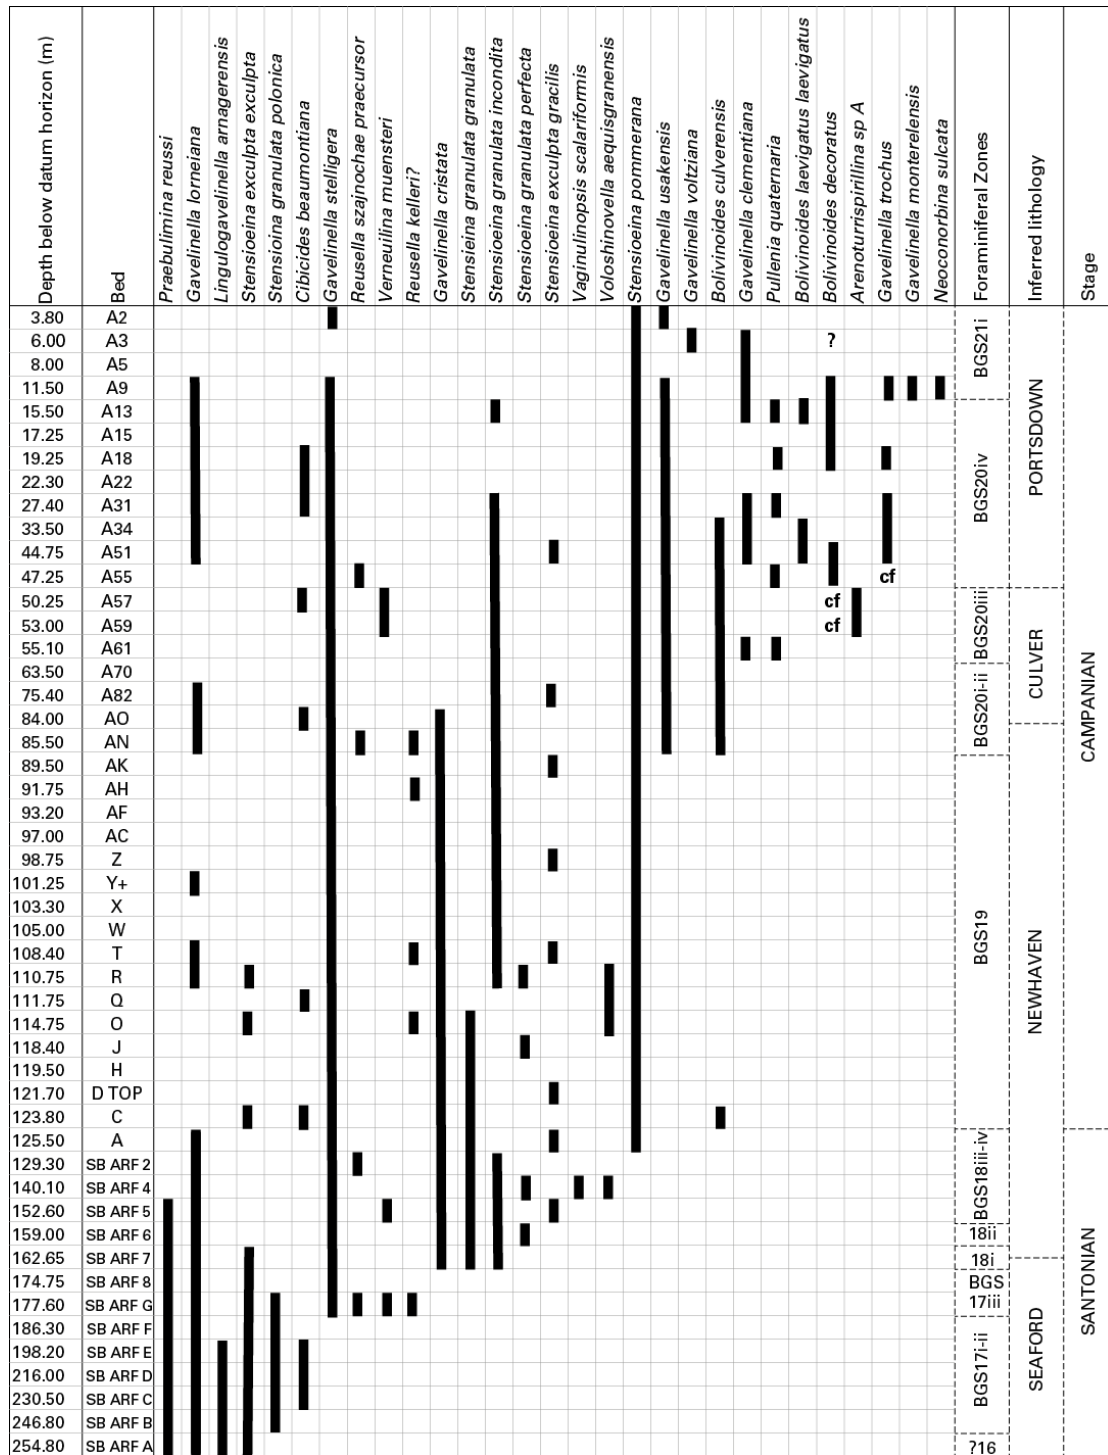 Depth below datum horizon (m)
Bed
Praebulimina reussi
Gavelinella lorneiana
Lingulogavelinella arnagerensis
Stensioeina exculpta exculpta
Stensioina granulata polonica
Cibicides beaumontiana
Gavelinella stelligera
Reusella szajnochae praecursor
Verneuilina muensteri
Reusella kelleri?
Gavelinella cristata
Stensieina granulata granulata
Stensioeina granulata incondita
Stensioeina granulata perfecta
Stensioeina exculpta gracilis
Vaginulinopsis scalariformis
Voloshinovella aequisgranensis
Stensioeina pommerana
Gavelinella usakensis
Gavelinella voltziana
Bolivinoides culverensis
Gavelinella clementiana
Pullenia quaternaria
Bolivinoides laevigatus laevigatus
Bolivinoides decoratus
Arenoturrispirillina sp A
Gavelinella trochus
Gavelinella monterelensis
Neoconorbina sulcata
Foraminiferal Zones
Inferred lithology
Stage
3.80 A2
6.00 A3 ?
8.00 A5
11.50 A9
15.50 A13
17.25 A15
19.25 A18
22.30 A22
27.40 A31
33.50 A34
44.75 A51
47.25 A55 cf
50.25 A57 cf
53.00 A59 cf
55.10 A61
63.50 A70
75.40 A82
84.00 AO
85.50 AN
89.50 AK
91.75 AH
93.20 AF
97.00 AC
98.75 Z
101.25 Y+
103.30 X
105.00 W
108.40 T
110.75 R
111.75 Q
114.75 O
118.40 J
119.50 H
121.70 D TOP
123.80 C
125.50 A
129.30 SB ARF 2
140.10 SB ARF 4
152.60 SB ARF 5
159.00 SB ARF 6
162.65 SB ARF 7
174.75 SB ARF 8
177.60 SB ARF G
186.30 SB ARF F
198.20 SB ARF E
216.00 SB ARF D
230.50 SB ARF C
246.80 SB ARF B
254.80 SB ARF A
BGS21i
BGS20iv
BGS20iii
BGS20i-ii
BGS19
BGS18iii-iv
18ii
18i
BGS
17iii
BGS17i-ii
?16
PORTSDOWN
CULVER
NEWHAVEN
SEAFORD
CAMPANIAN
SANTONIAN